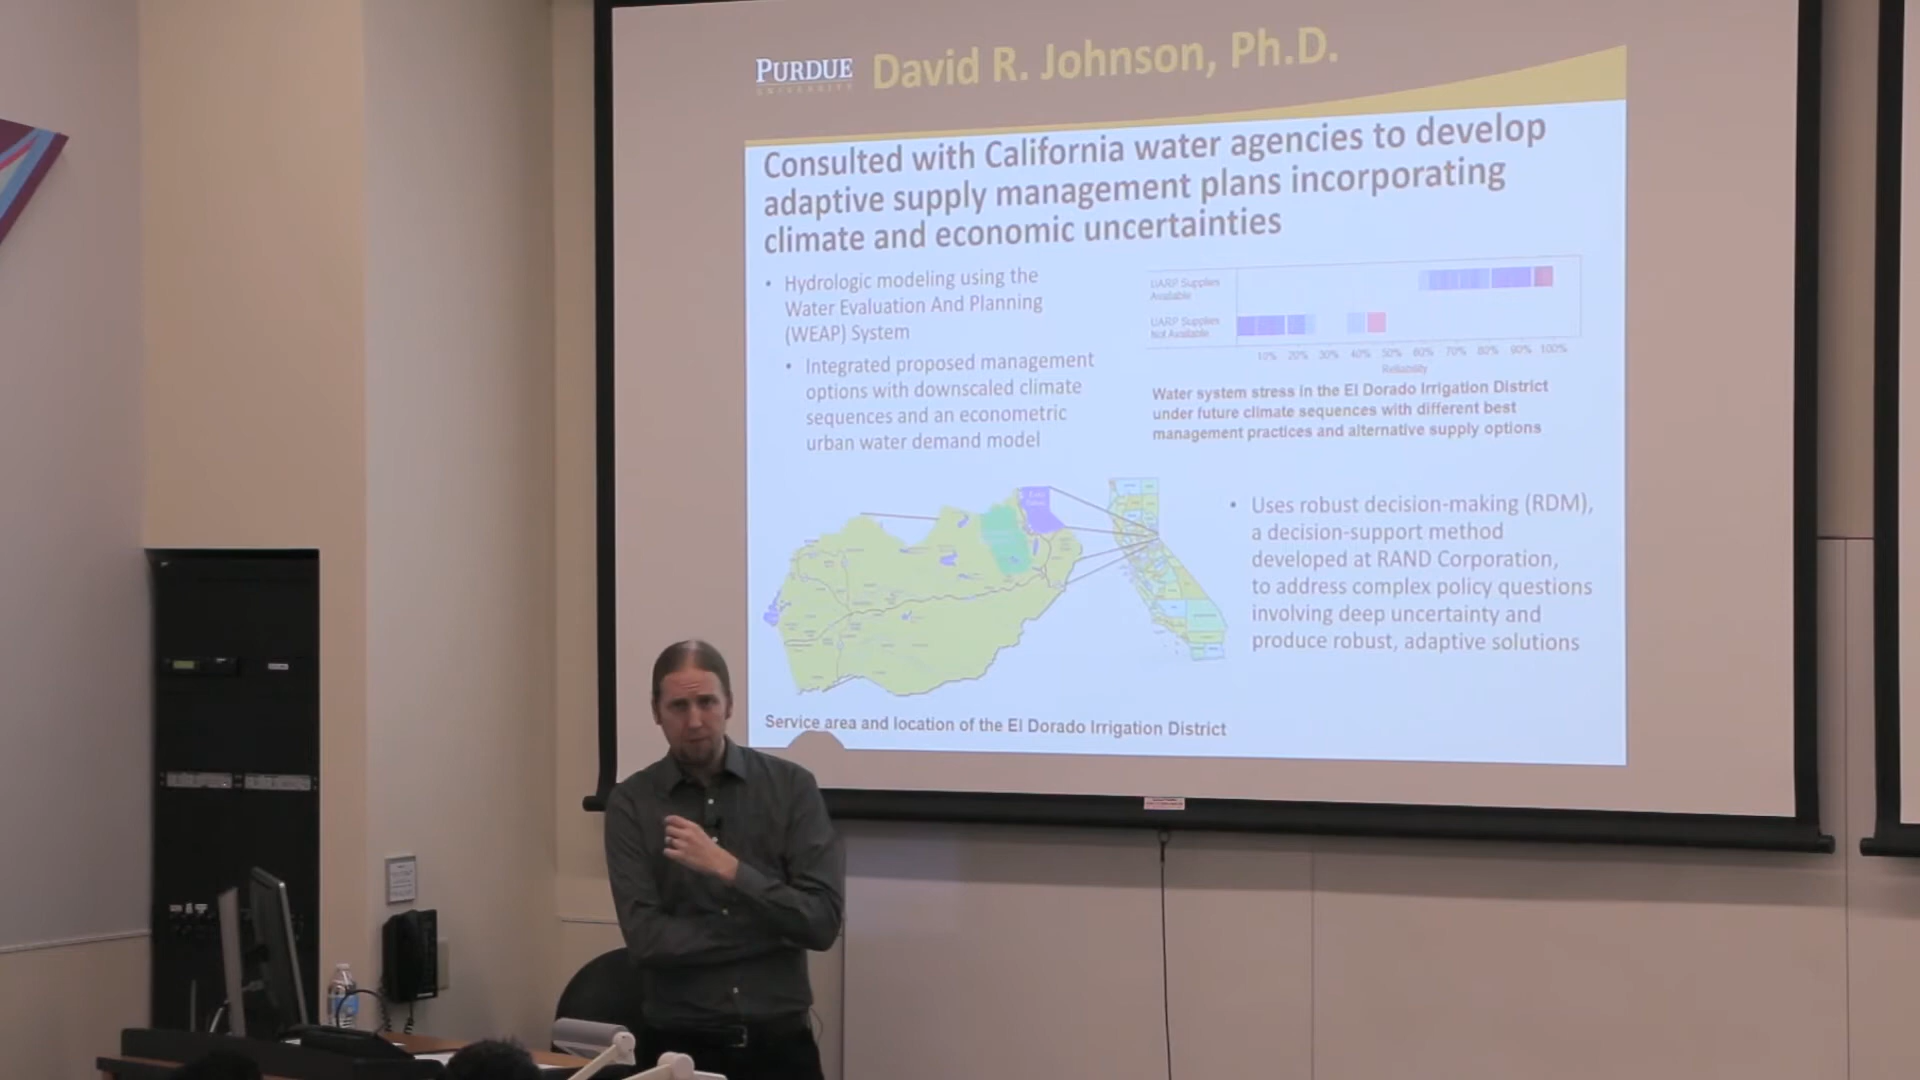 PURDUE
UNIVERSITY
David R. Johnson, Ph.D.
Consulted with California water agencies to develop
adaptive supply management plans incorporating
climate and economic uncertainties
• Hydrologic modeling using the
Water Evaluation And Planning
(WEAP) System
• Integrated proposed management
options with downscaled climate
sequences and an econometric
urban water demand model
UARP Supplies
Available
UARP Supplies
Not Available
10% 20% 30% 40% 50% 60% 70% 80% 90% 100%
Reliability
Water system stress in the El Dorado Irrigation District
under future climate sequences with different best
management practices and alternative supply options
• Uses robust decision-making (RDM),
a decision-support method
developed at RAND Corporation,
to address complex policy questions
involving deep uncertainty and
produce robust, adaptive solutions
Service area and location of the El Dorado Irrigation District